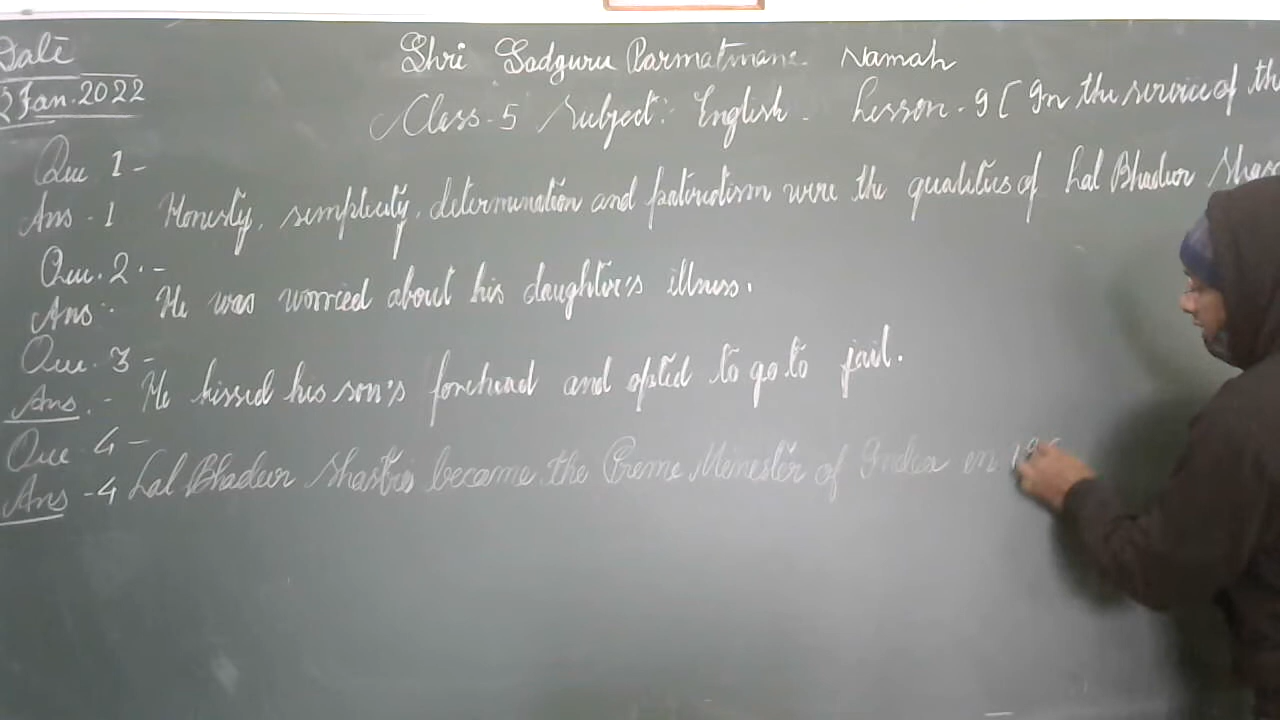 Date
2 Jan. 2022
Shri Sadguru Parmatmane Namah
Class-5 Subject: English. Lesson-9 (In the service of the
Que 1-
Ans-1 Honesty, simplicity, determination and patriotism were the qualities of Lal Bhadur Shas
Que.2.-
Ans:- He was worried about his daughter's illness.
Que.3-
Ans.- He kissed his son's forehead and opted to go to jail.
Que 4-
Ans-4 Lal Bhadur Shastri became the Prime Minister of India in 19